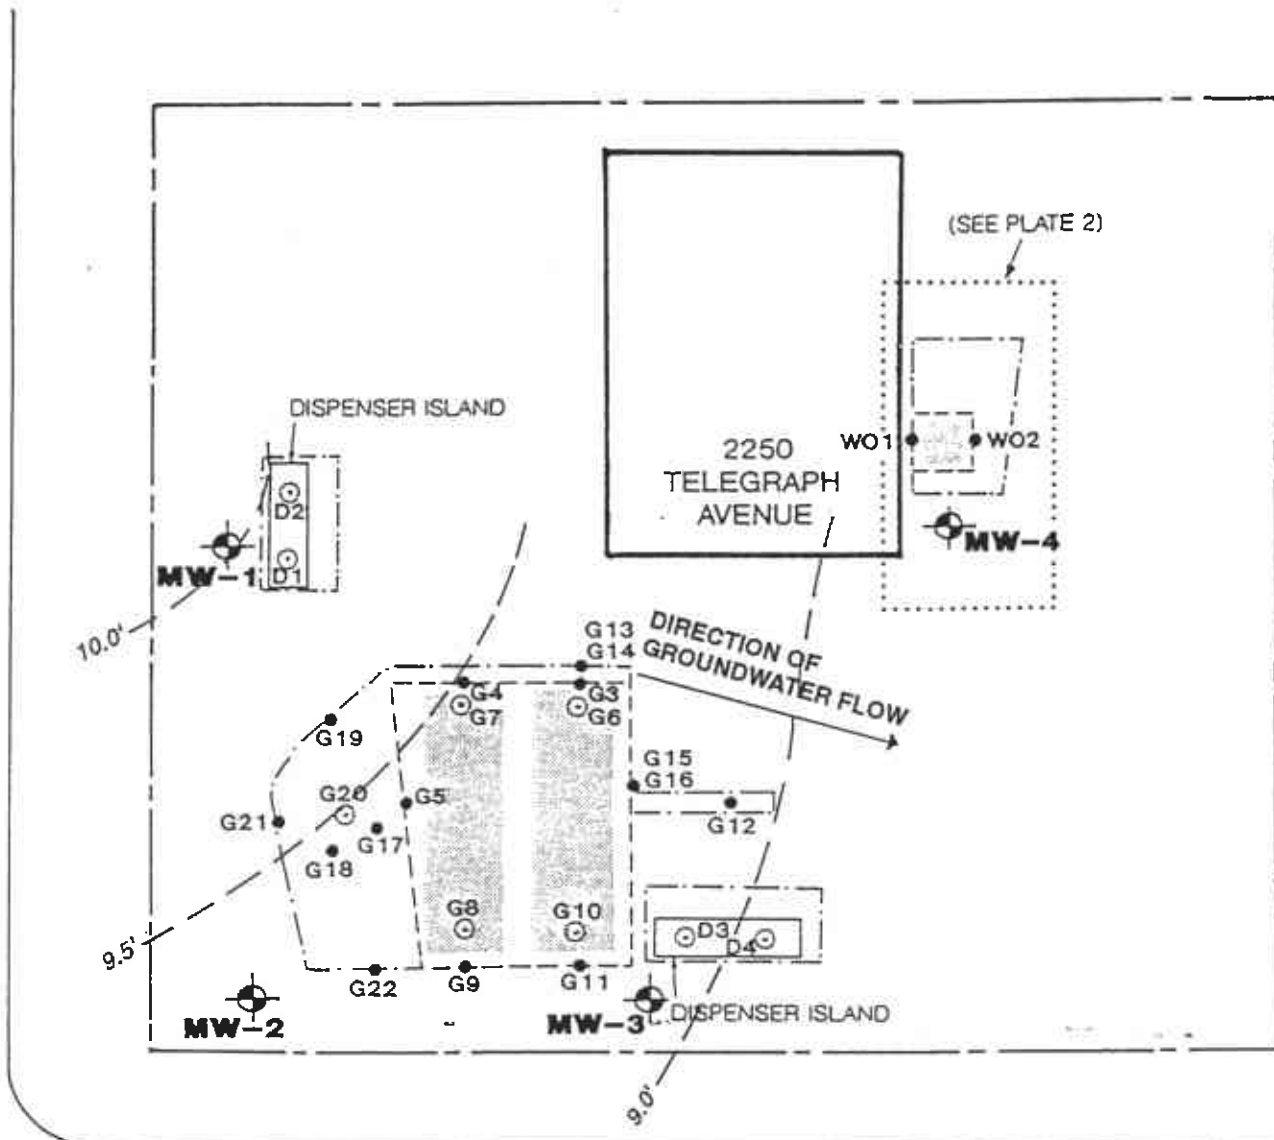 (SEE PLATE 2)
DISPENSER ISLAND
2250
TELEGRAPH
AVENUE
WO1
WO2
D2
MW-4
MW-1
D1
10.0'
DIRECTION OF
GROUNDWATER FLOW
G13
G14
G4
G7
G3
G6
G19
G15
G16
G20
G5
G12
G21
G17
G18
G8
G10
D3
D4
9.5'
G22
G9
G11
MW-2
MW-3
DISPENSER ISLAND
9.0'